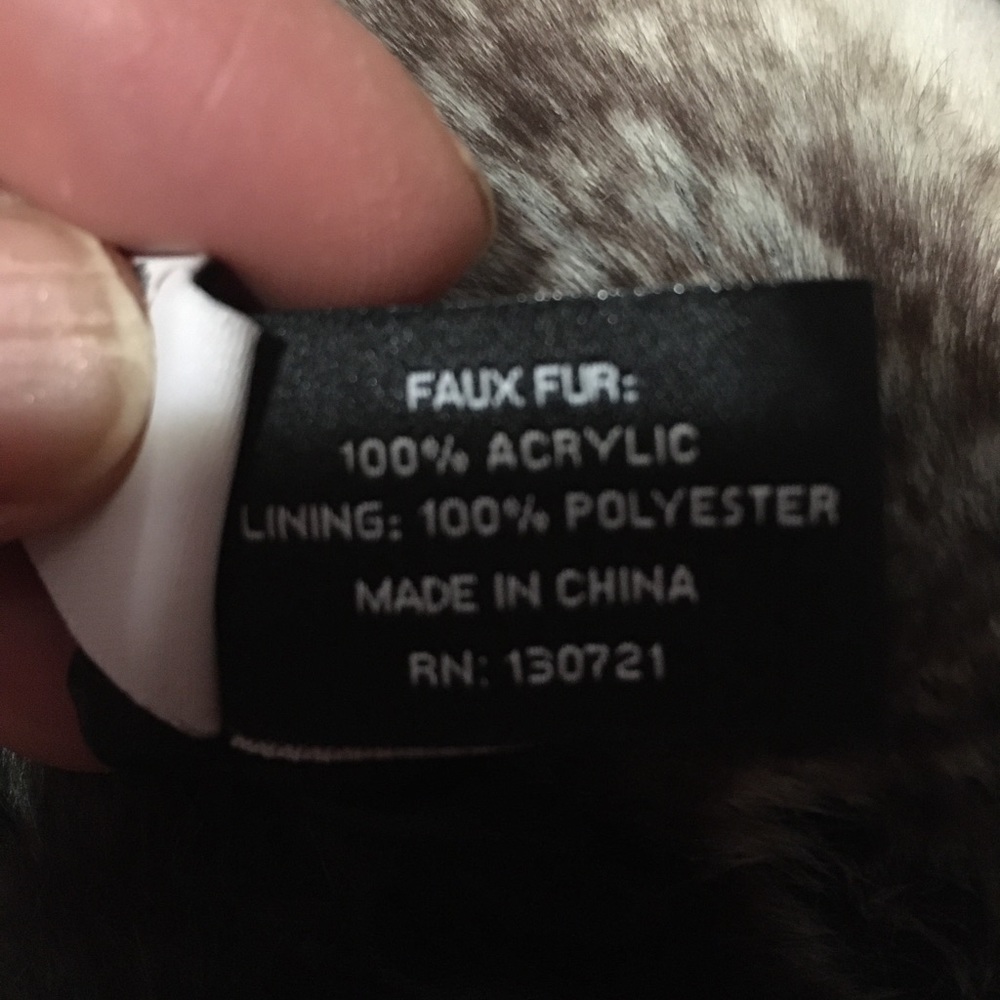 FAUX FUR:
100% ACRYLIC
LINING: 100% POLYESTER
MADE IN CHINA
RN: 130721